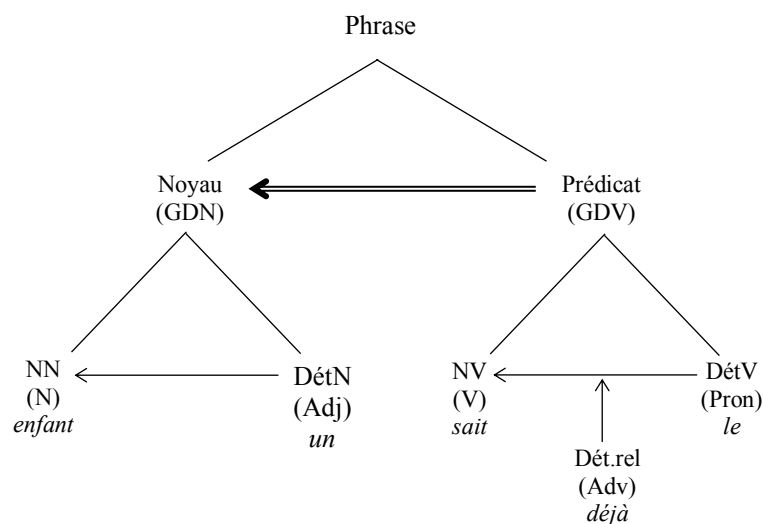 Phrase
Noyau
(GDN)
Prédicat
(GDV)
NN
(N)
enfant
DétN
(Adj)
un
NV
(V)
sait
DétV
(Pron)
le
Dét.rel
(Adv)
déjà